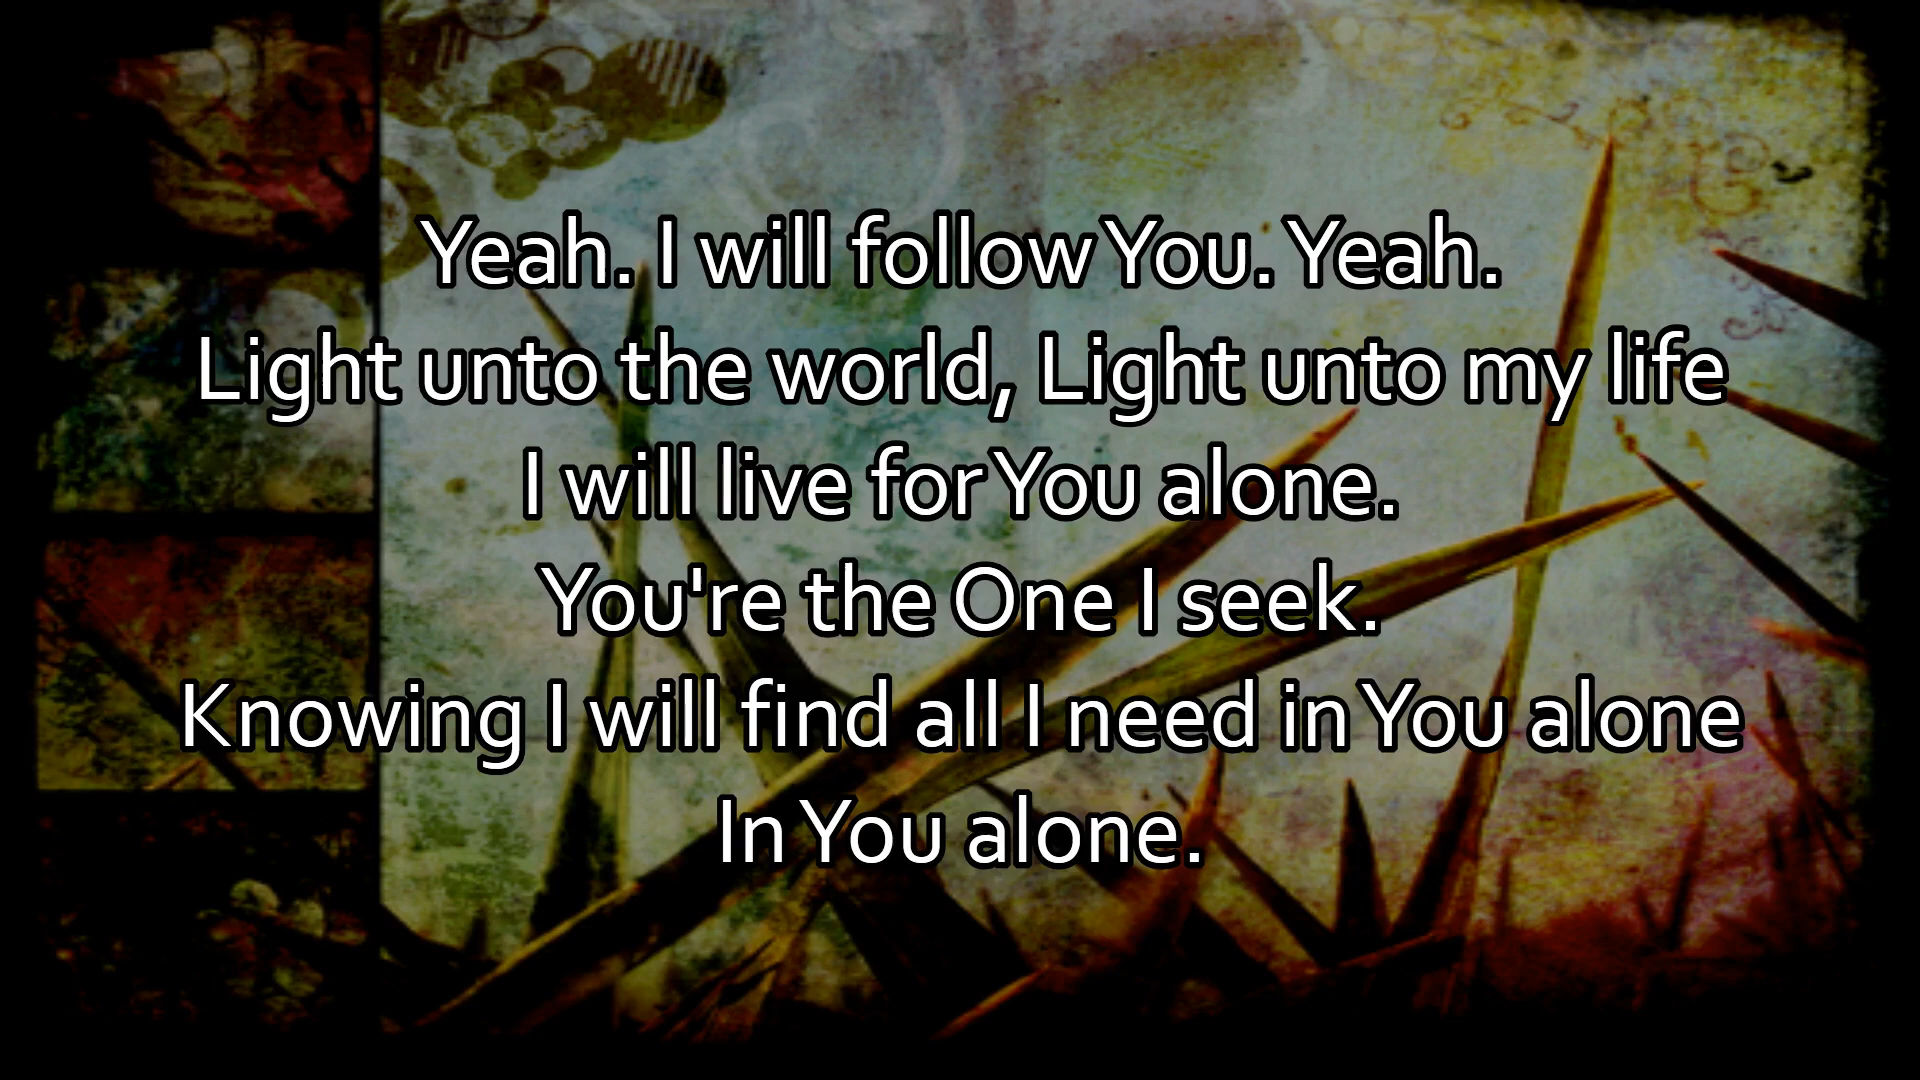 Yeah. I will follow You. Yeah.
Light unto the world, Light unto my life
I will live for You alone.
You're the One I seek.
Knowing I will find all I need in You alone
In You alone.